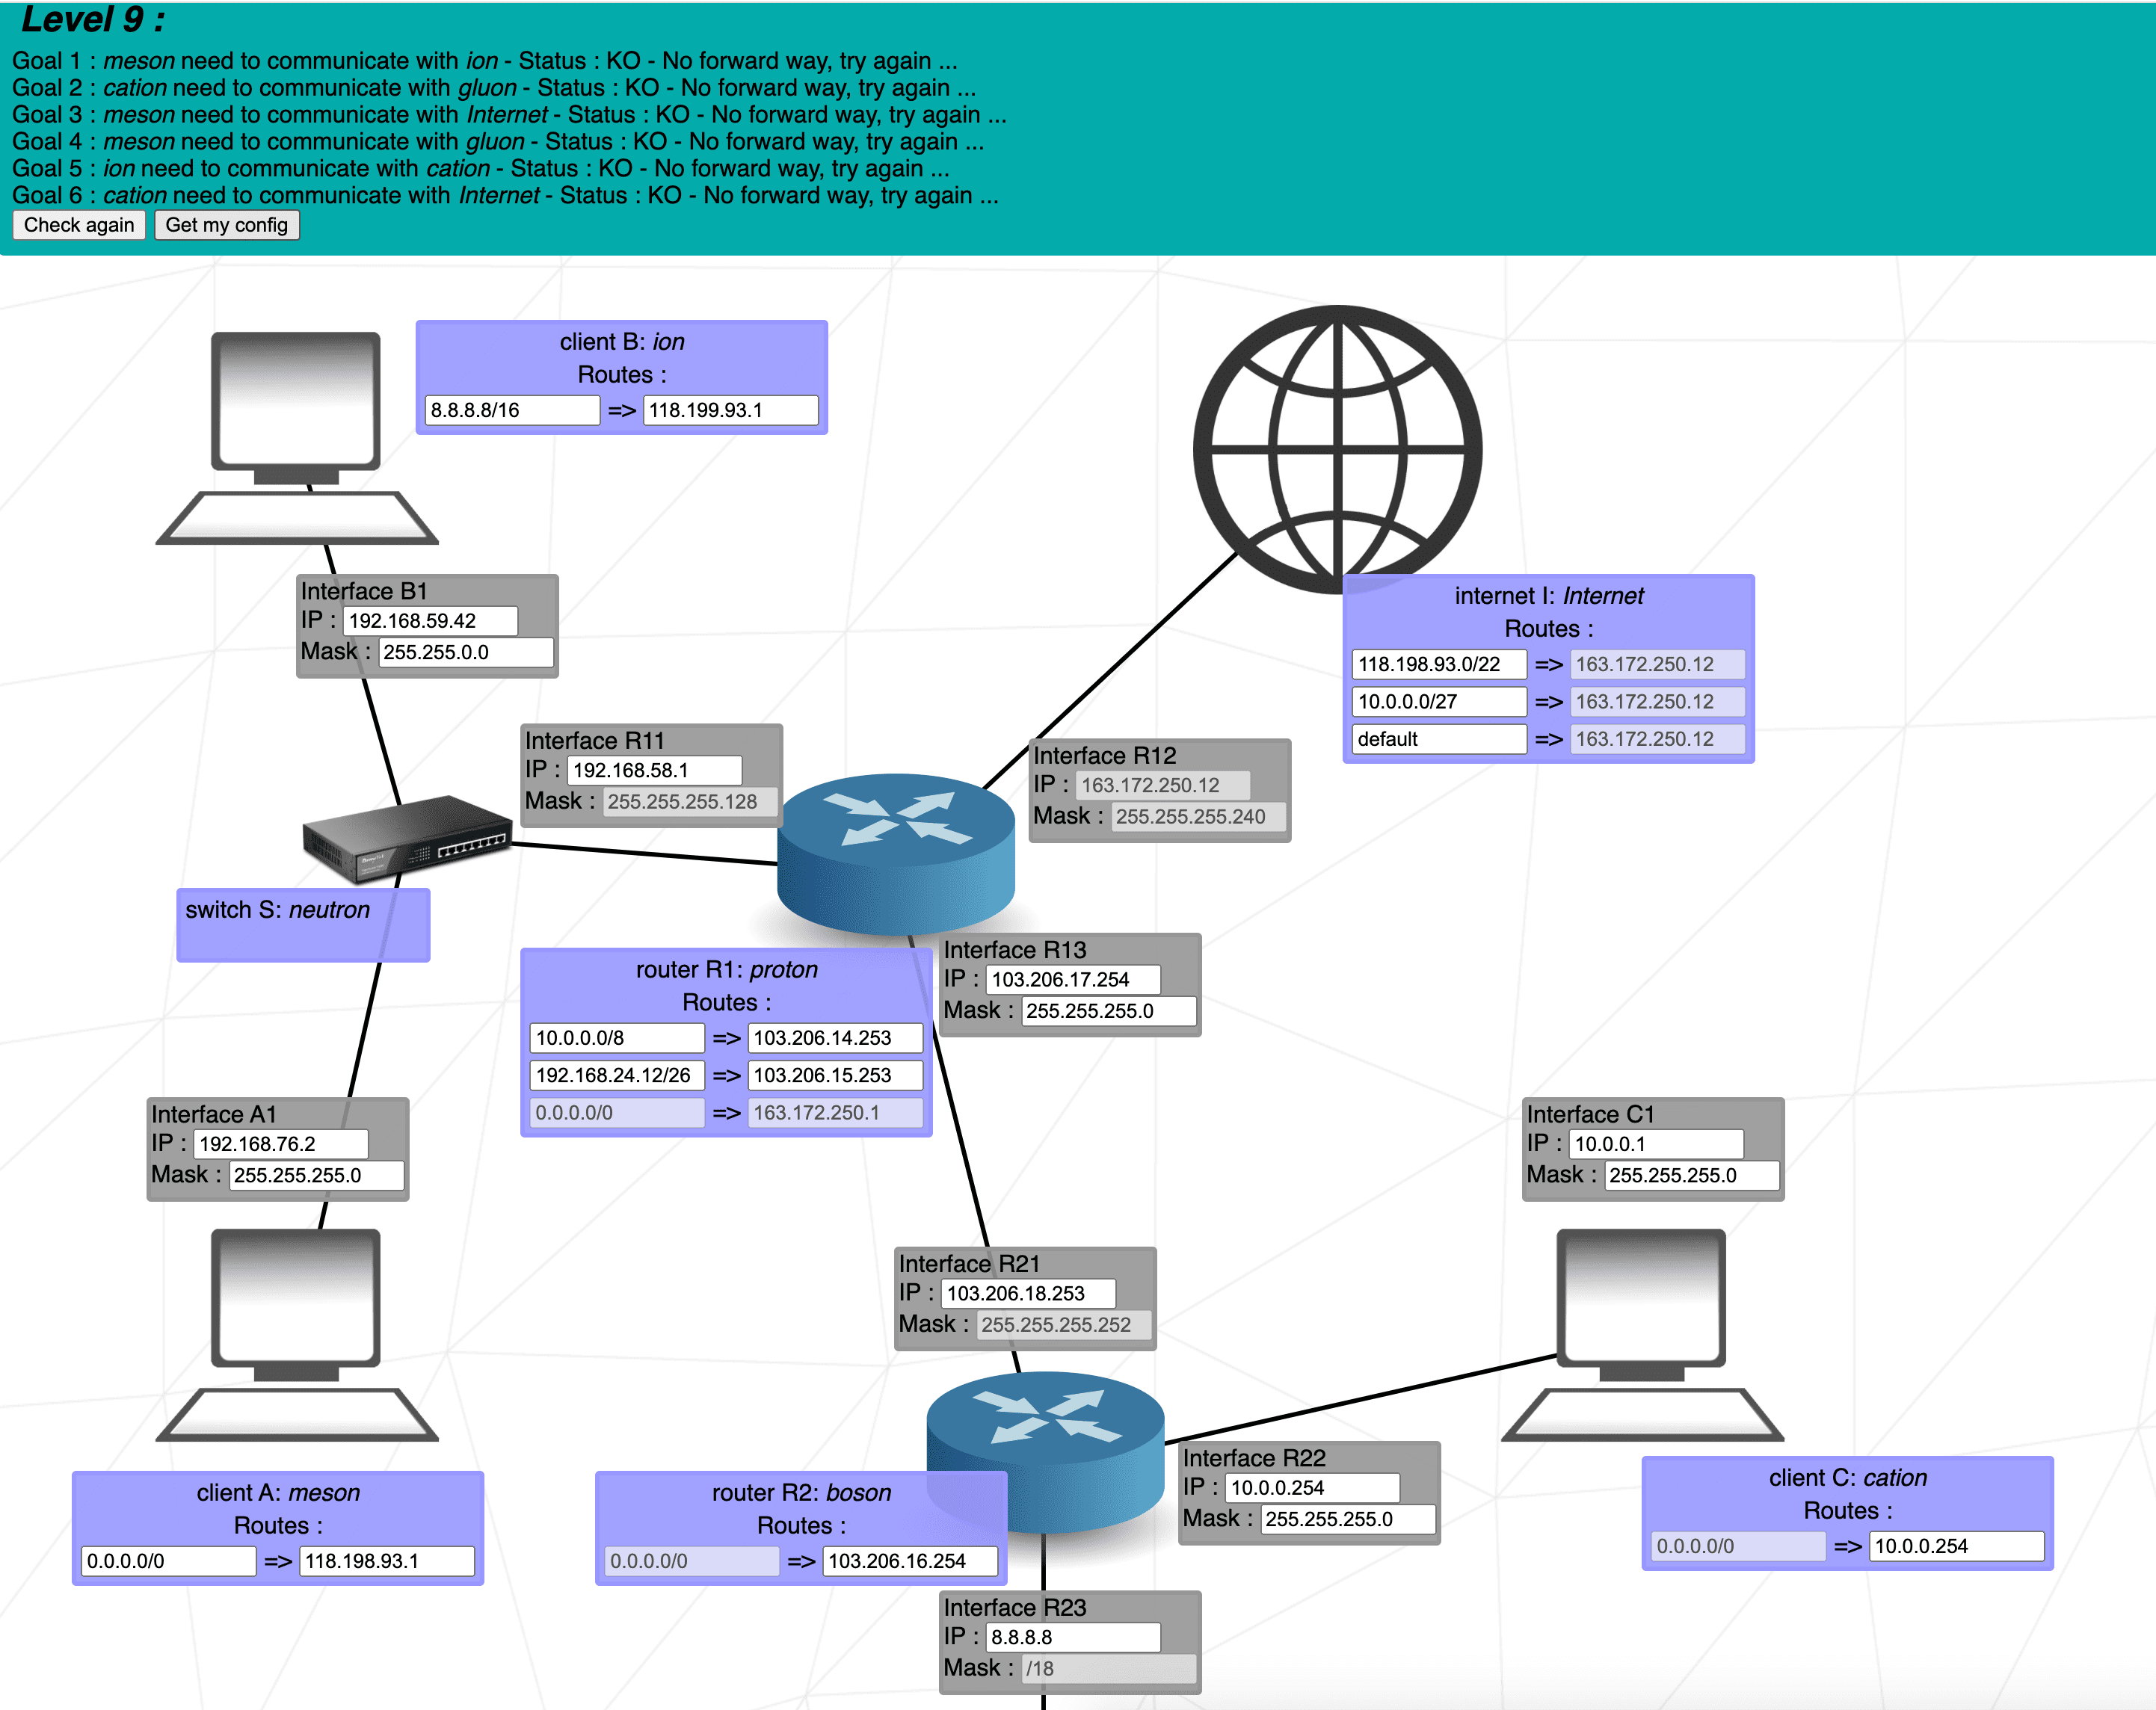 Level 9 :
Goal 1 : meson need to communicate with ion - Status : KO - No forward way, try again ...
Goal 2 : cation need to communicate with gluon - Status : KO - No forward way, try again ...
Goal 3 : meson need to communicate with Internet - Status : KO - No forward way, try again ...
Goal 4 : meson need to communicate with gluon - Status : KO - No forward way, try again ...
Goal 5 : ion need to communicate with cation - Status : KO - No forward way, try again ...
Goal 6 : cation need to communicate with Internet - Status : KO - No forward way, try again ...
Check again Get my config
client B: ion
Routes :
8.8.8.8/16 => 118.199.93.1
Interface B1
IP : 192.168.59.42
Mask : 255.255.0.0
internet I: Internet
Routes :
118.198.93.0/22 => 163.172.250.12
10.0.0.0/27 => 163.172.250.12
default => 163.172.250.12
Interface R11
IP : 192.168.58.1
Mask : 255.255.255.128
Interface R12
IP : 163.172.250.12
Mask : 255.255.255.240
switch S: neutron
Interface R13
IP : 103.206.17.254
Mask : 255.255.255.0
router R1: proton
Routes :
10.0.0.0/8 => 103.206.14.253
192.168.24.12/26 => 103.206.15.253
0.0.0.0/0 => 163.172.250.1
Interface A1
IP : 192.168.76.2
Mask : 255.255.255.0
Interface C1
IP : 10.0.0.1
Mask : 255.255.255.0
Interface R21
IP : 103.206.18.253
Mask : 255.255.255.252
client A: meson
Routes :
0.0.0.0/0 => 118.198.93.1
router R2: boson
Routes :
0.0.0.0/0 => 103.206.16.254
Interface R22
IP : 10.0.0.254
Mask : 255.255.255.0
client C: cation
Routes :
0.0.0.0/0 => 10.0.0.254
Interface R23
IP : 8.8.8.8
Mask : /18